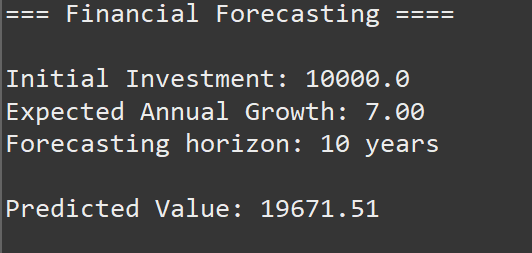 === Financial Forecasting ====
Initial Investment: 10000.0
Expected Annual Growth: 7.00
Forecasting horizon: 10 years
Predicted Value: 19671.51